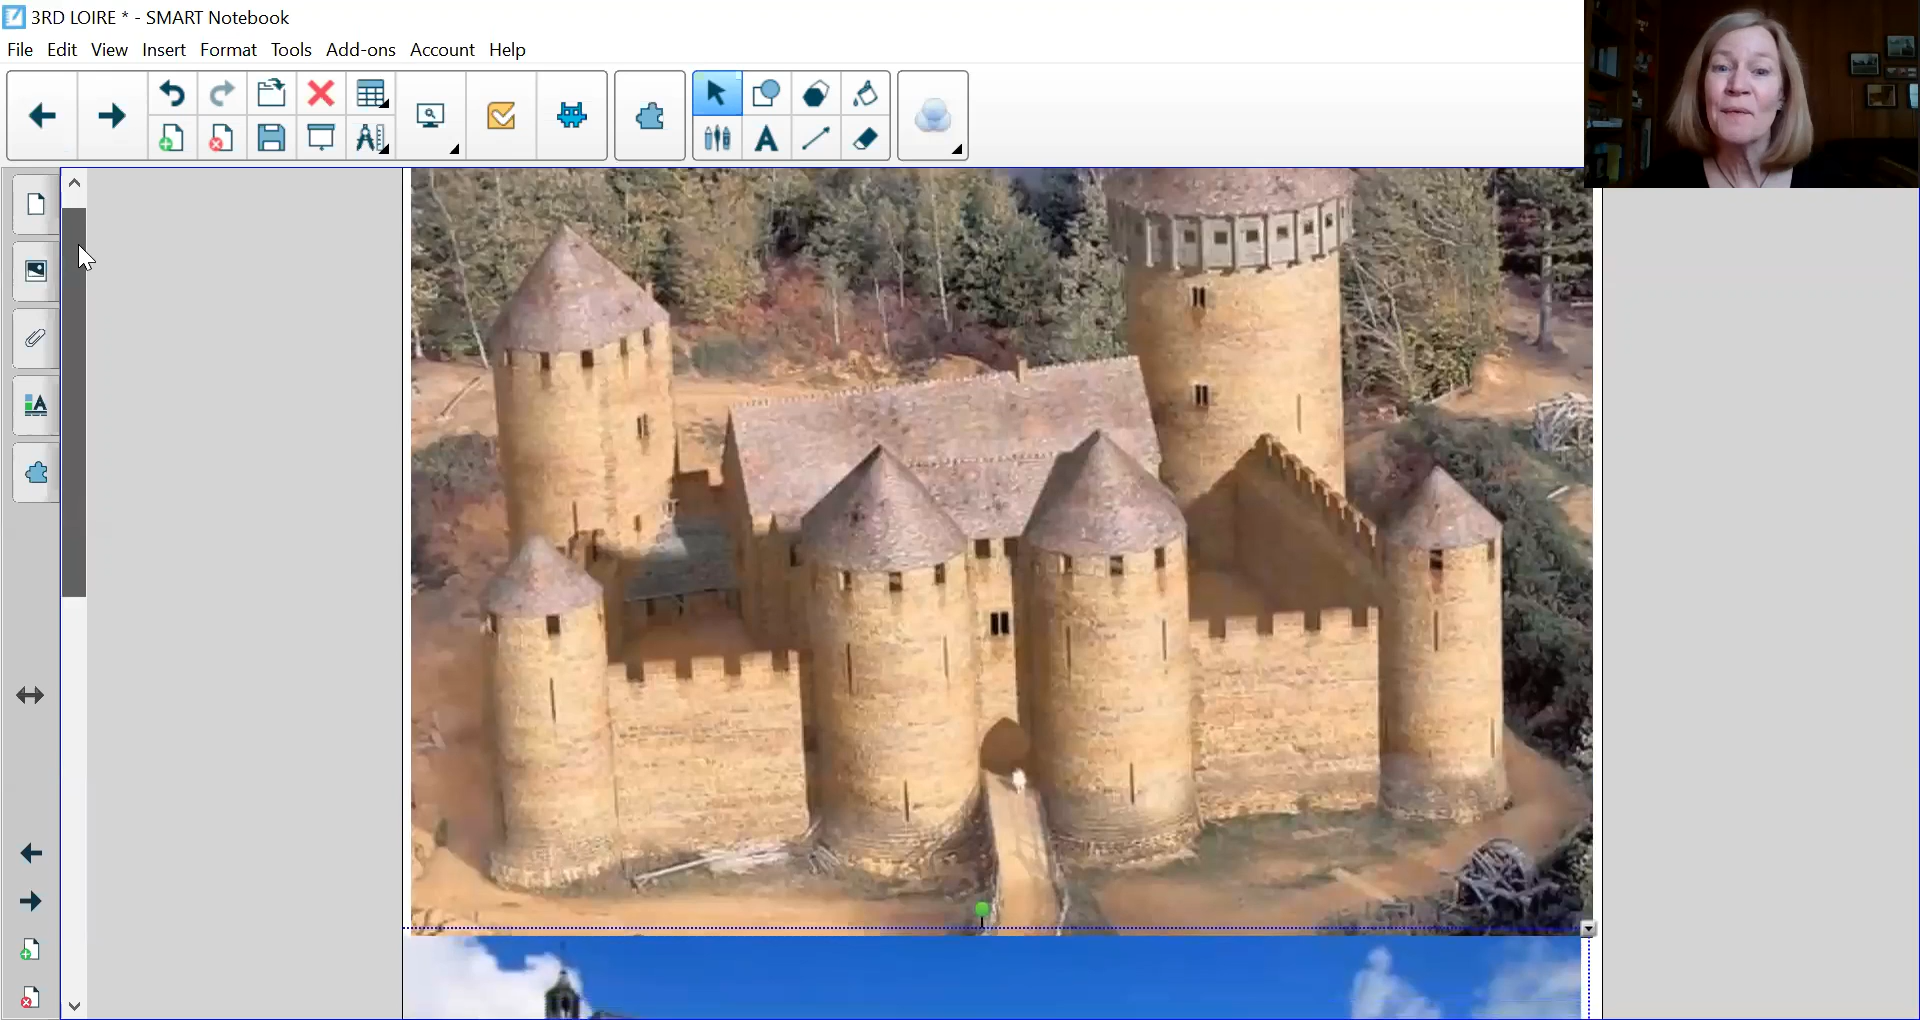 3RD LOIRE * - SMART Notebook
File Edit View Insert Format Tools Add-ons Account Help